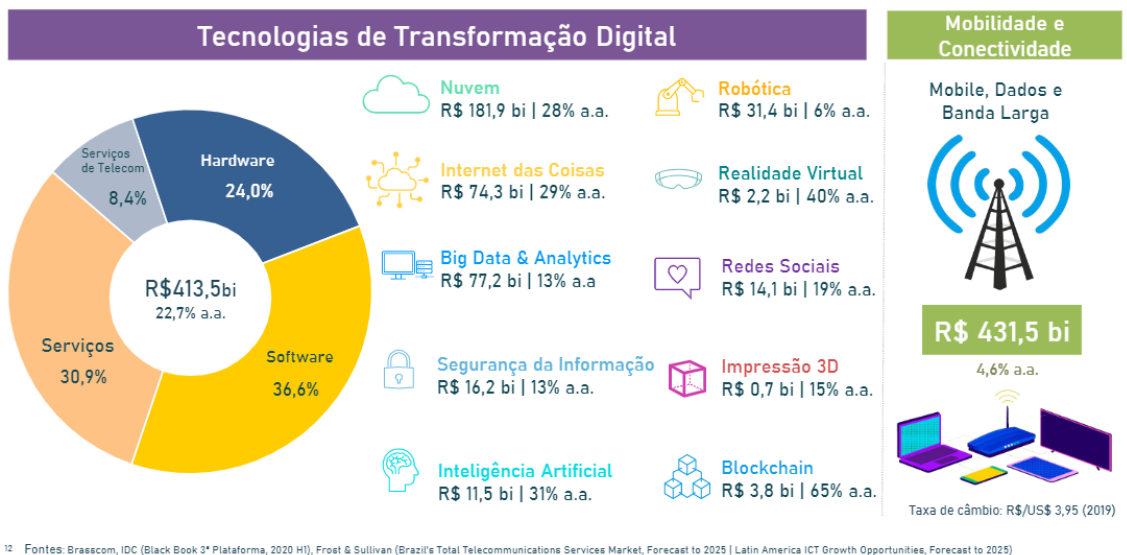 Tecnologias de Transformação Digital
Serviços
de Telecom
8,4%
Hardware
24,0%
R$413,5bi
22,7% a.a.
Serviços
30,9%
Software
36,6%
Nuvem
R$ 181,9 bi | 28% a.a.
Internet das Coisas
R$ 74,3 bi | 29% a.a.
Big Data & Analytics
R$ 77,2 bi | 13% a.a
Segurança da Informação
R$ 16,2 bi | 13% a.a.
Inteligência Artificial
R$ 11,5 bi | 31% a.a.
Robótica
R$ 31,4 bi | 6% a.a.
Realidade Virtual
R$ 2,2 bi | 40% a.a.
Redes Sociais
R$ 14,1 bi | 19% a.a.
Impressão 3D
R$ 0,7 bi | 15% a.a.
Blockchain
R$ 3,8 bi | 65% a.a.
Mobilidade e
Conectividade
Mobile, Dados e
Banda Larga
R$ 431,5 bi
4,6% a.a.
Taxa de câmbio: R$/US$ 3,95 (2019)
12 Fontes: Brasscom, IDC (Black Book 3ª Plataforma, 2020 H1), Frost & Sullivan (Brazil's Total Telecommunications Services Market, Forecast to 2025 | Latin America ICT Growth Opportunities, Forecast to 2025)